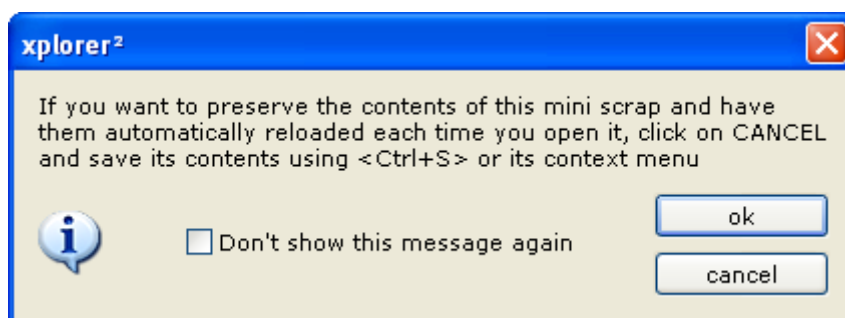 xplorer²
If you want to preserve the contents of this mini scrap and have
them automatically reloaded each time you open it, click on CANCEL
and save its contents using <Ctrl+S> or its context menu
ok
Don't show this message again
cancel